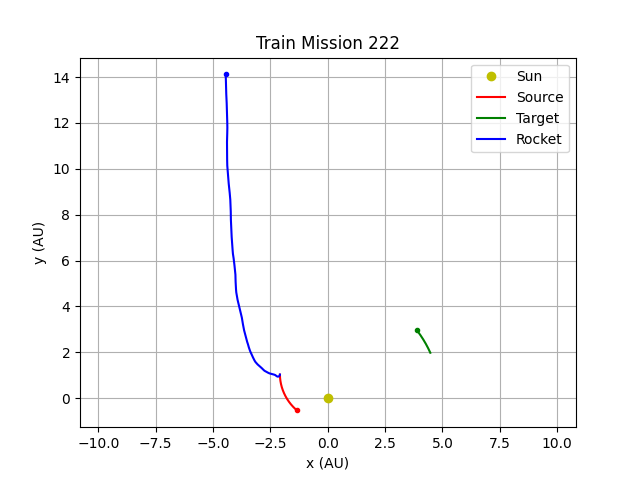 Train Mission 222
Sun
Source
Target
Rocket
14
12
10
8
6
4
2
0
y (AU)
−10.0 −7.5 −5.0 −2.5 0.0 2.5 5.0 7.5 10.0
x (AU)